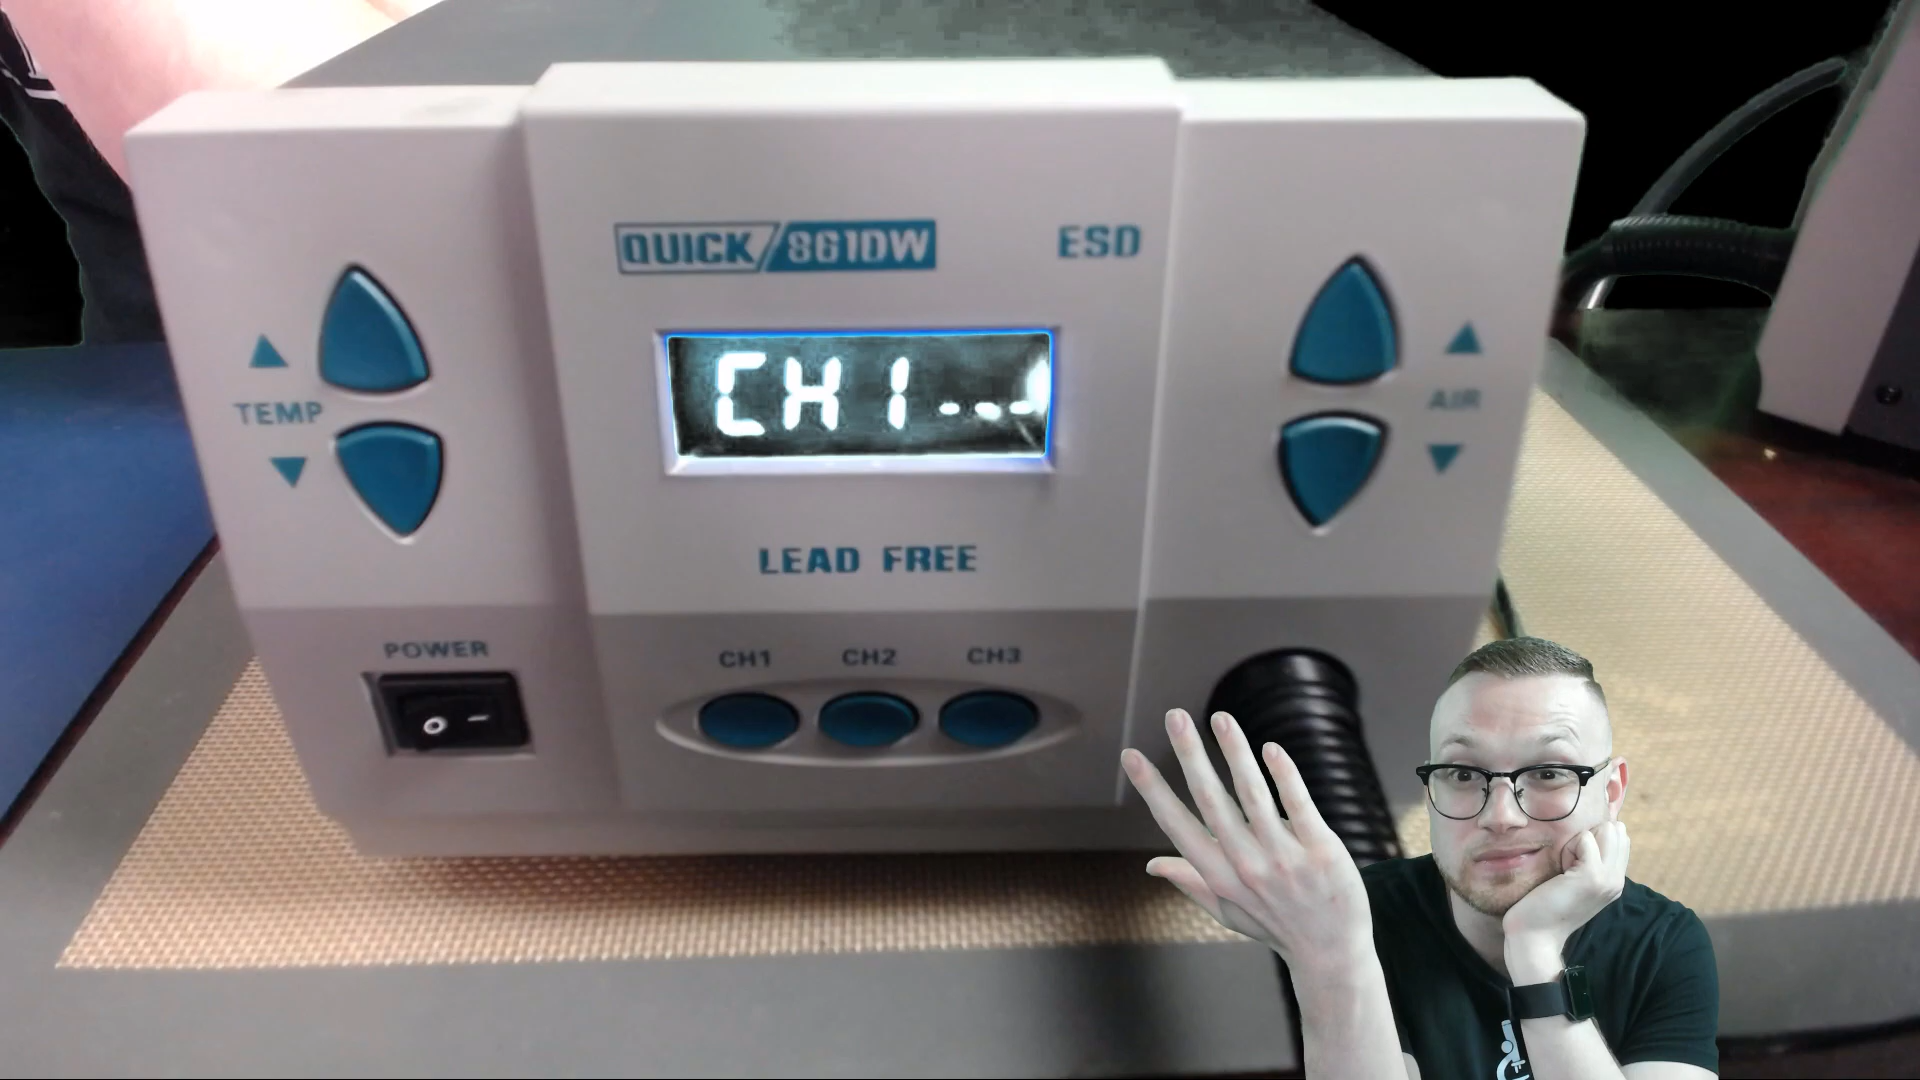 QUICK/861DW
ESD
CH1---
TEMP
AIR
LEAD FREE
POWER
CH1
CH2
CH3